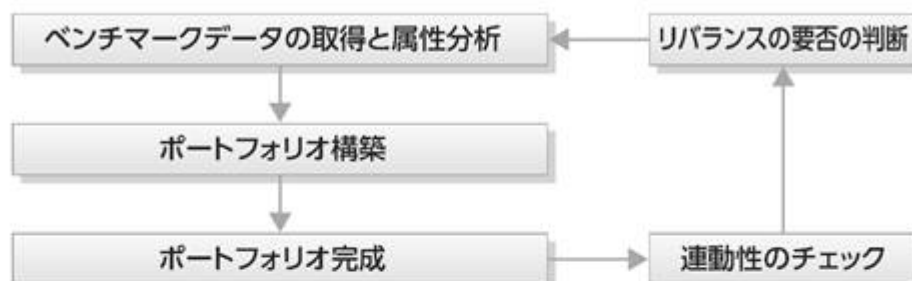 ベンチマークデータの取得と属性分析
リバランスの要否の判断
ポートフォリオ構築
ポートフォリオ完成
連動性のチェック